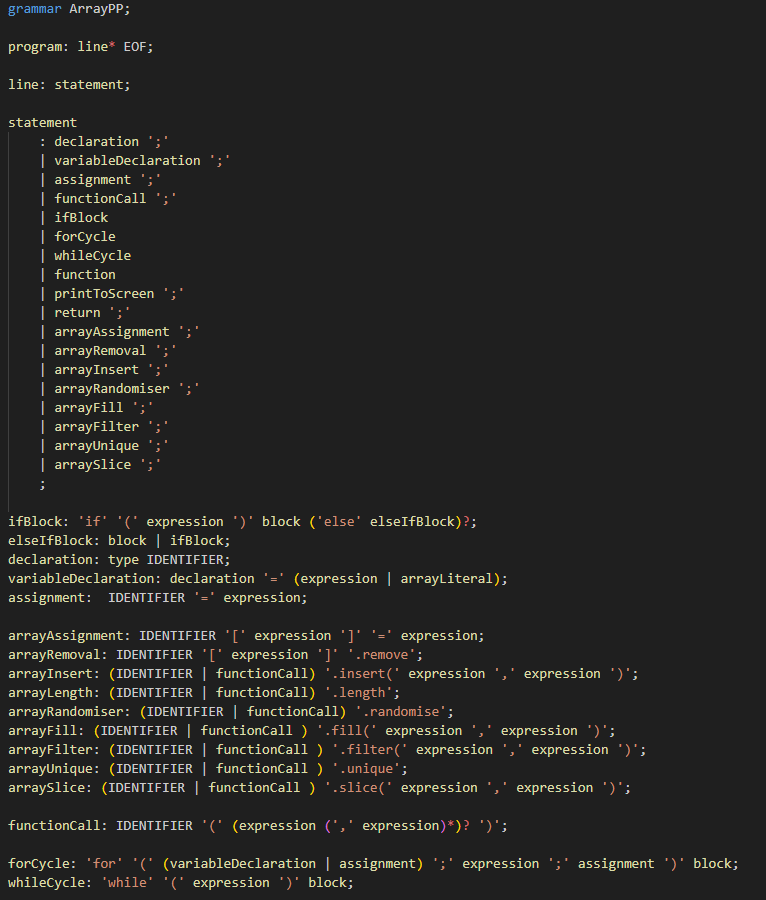 grammar ArrayPP;
program: line* EOF;
line: statement;
statement
: declaration ';'
| variableDeclaration ';'
| assignment ';'
| functionCall ';'
| ifBlock
| forCycle
| whileCycle
| function
| printToScreen ';'
| return ';'
| arrayAssignment ';'
| arrayRemoval ';'
| arrayInsert ';'
| arrayRandomiser ';'
| arrayFill ';'
| arrayFilter ';'
| arrayUnique ';'
| arraySlice ';'
;
ifBlock: 'if' '(' expression ')' block ('else' elseIfBlock)?;
elseIfBlock: block | ifBlock;
declaration: type IDENTIFIER;
variableDeclaration: declaration '=' (expression | arrayLiteral);
assignment:  IDENTIFIER '=' expression;
arrayAssignment: IDENTIFIER '[' expression ']' '=' expression;
arrayRemoval: IDENTIFIER '[' expression ']' '.remove';
arrayInsert: (IDENTIFIER | functionCall) '.insert(' expression ',' expression ')';
arrayLength: (IDENTIFIER | functionCall) '.length';
arrayRandomiser: (IDENTIFIER | functionCall) '.randomise';
arrayFill: (IDENTIFIER | functionCall ) '.fill(' expression ',' expression ')';
arrayFilter: (IDENTIFIER | functionCall ) '.filter(' expression ',' expression ')';
arrayUnique: (IDENTIFIER | functionCall ) '.unique';
arraySlice: (IDENTIFIER | functionCall ) '.slice(' expression ',' expression ')';
functionCall: IDENTIFIER '(' (expression (',' expression)*)? ')';
forCycle: 'for' '(' (variableDeclaration | assignment) ';' expression ';' assignment ')' block;
whileCycle: 'while' '(' expression ')' block;